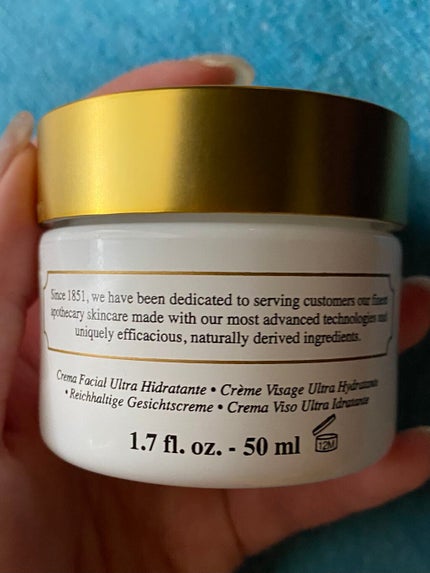 Since 1851, we have been dedicated to serving customers our finest
apothecary skincare made with our most advanced technologies and
uniquely efficacious, naturally derived ingredients.
Crema Facial Ultra Hidratante • Crème Visage Ultra Hydratante
• Reichhaltige Gesichtscreme • Crema Viso Ultra Idratante
1.7 fl. oz. - 50 ml
12M